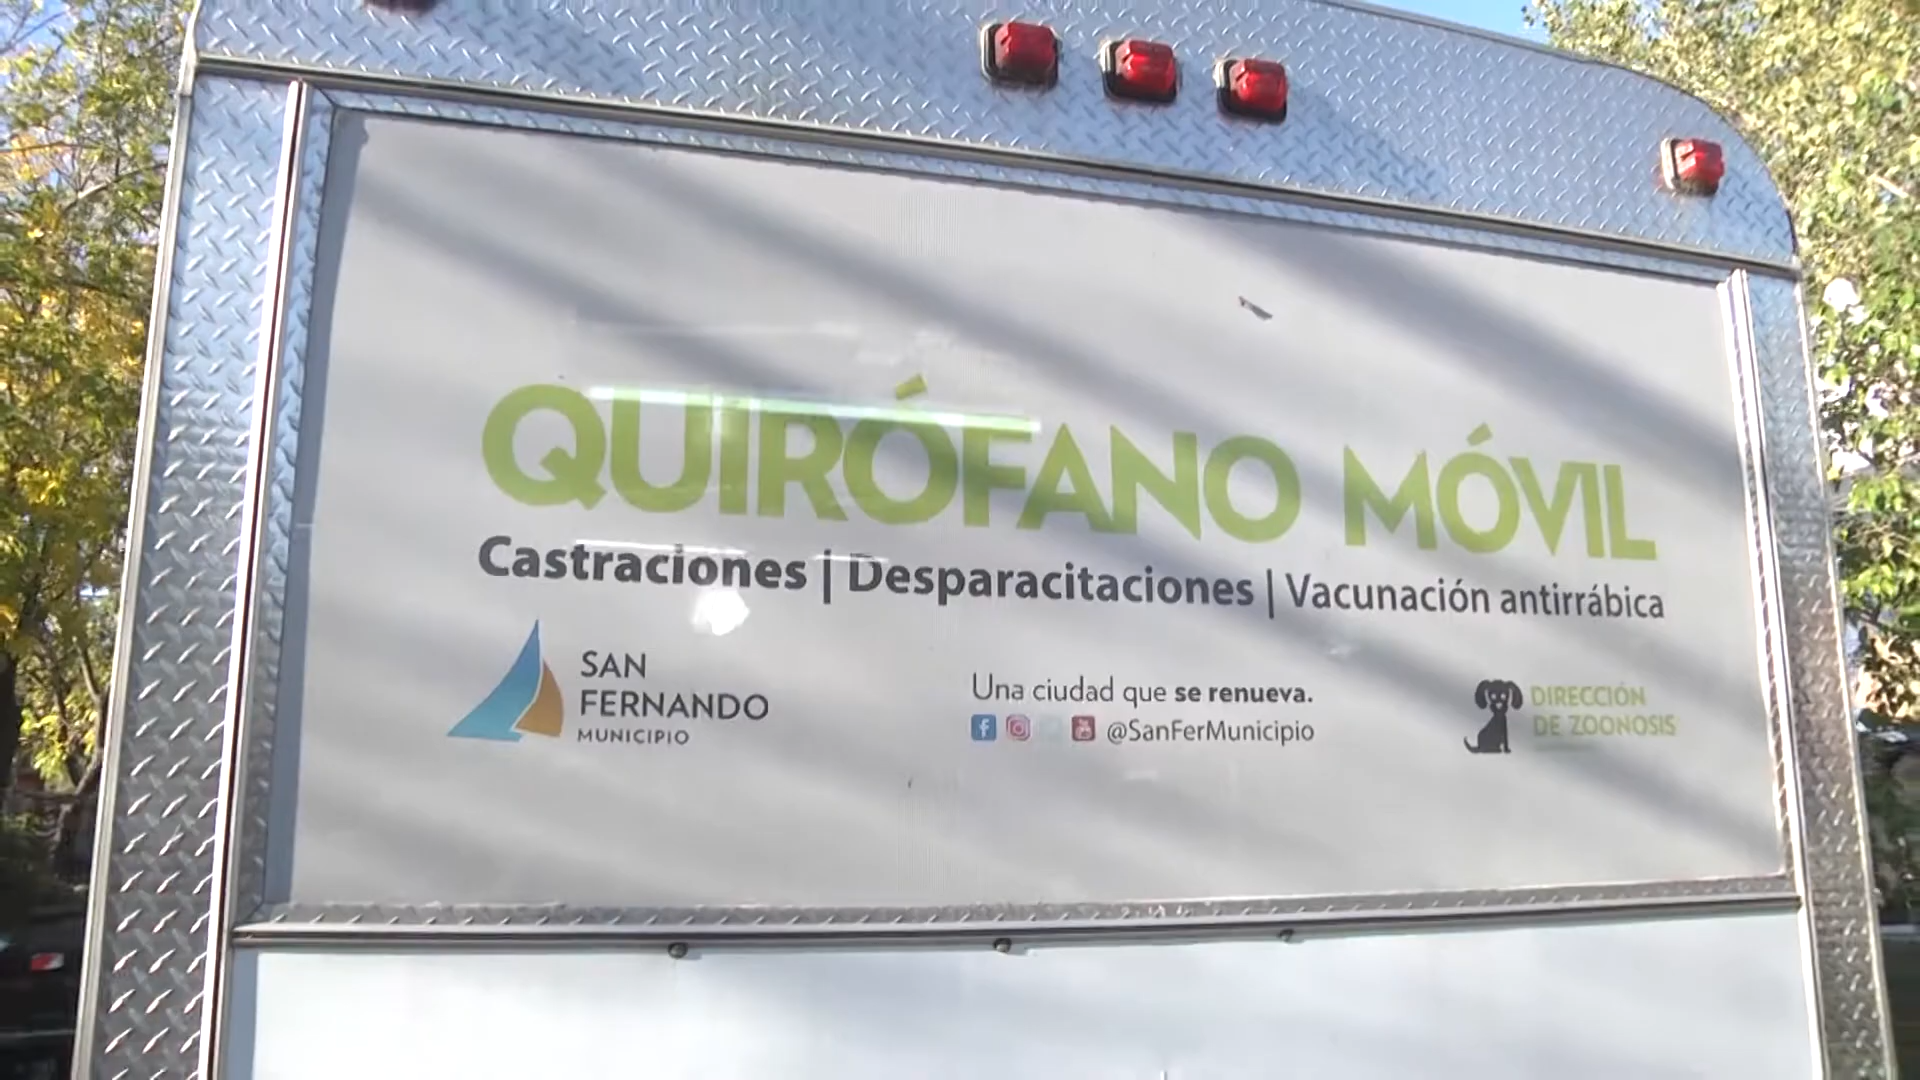 QUIRÓFANO MÓVIL
Castraciones | Desparacitaciones | Vacunación antirrábica
SAN
FERNANDO
MUNICIPIO
Una ciudad que se renueva.
@SanFerMunicipio
DIRECCIÓN
DE ZOONOSIS